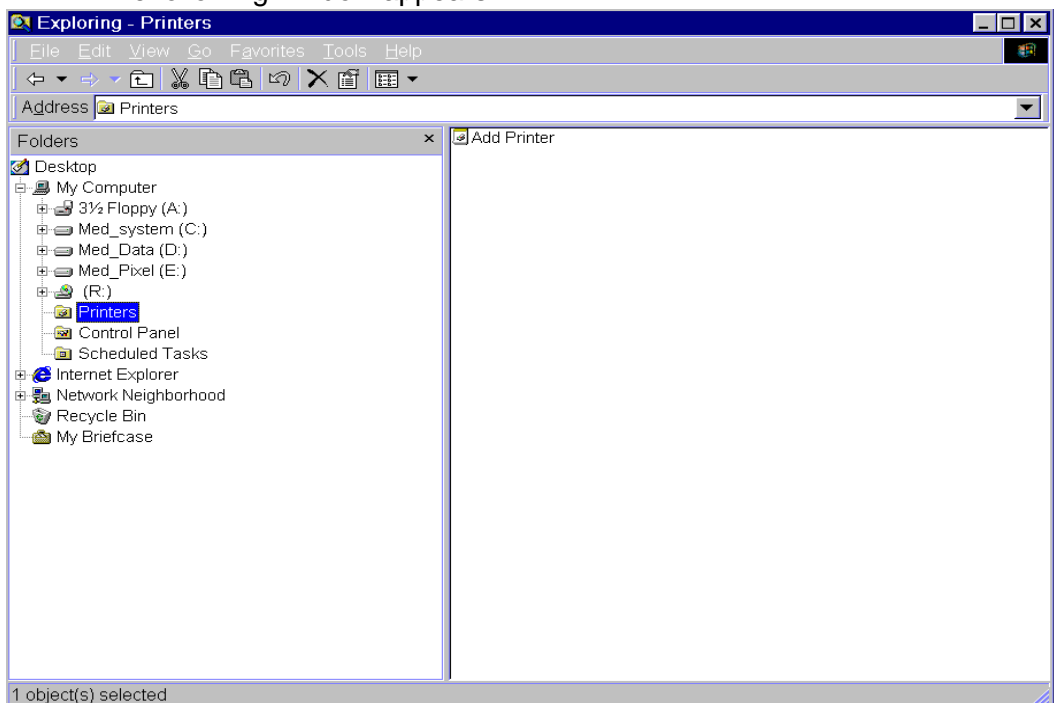 Exploring - Printers
File Edit View Go Favorites Tools Help
Address Printers
Folders
Add Printer
Desktop
My Computer
3½ Floppy (A:)
Med_system (C:)
Med_Data (D:)
Med_Pixel (E:)
(R:)
Printers
Control Panel
Scheduled Tasks
Internet Explorer
Network Neighborhood
Recycle Bin
My Briefcase
1 object(s) selected